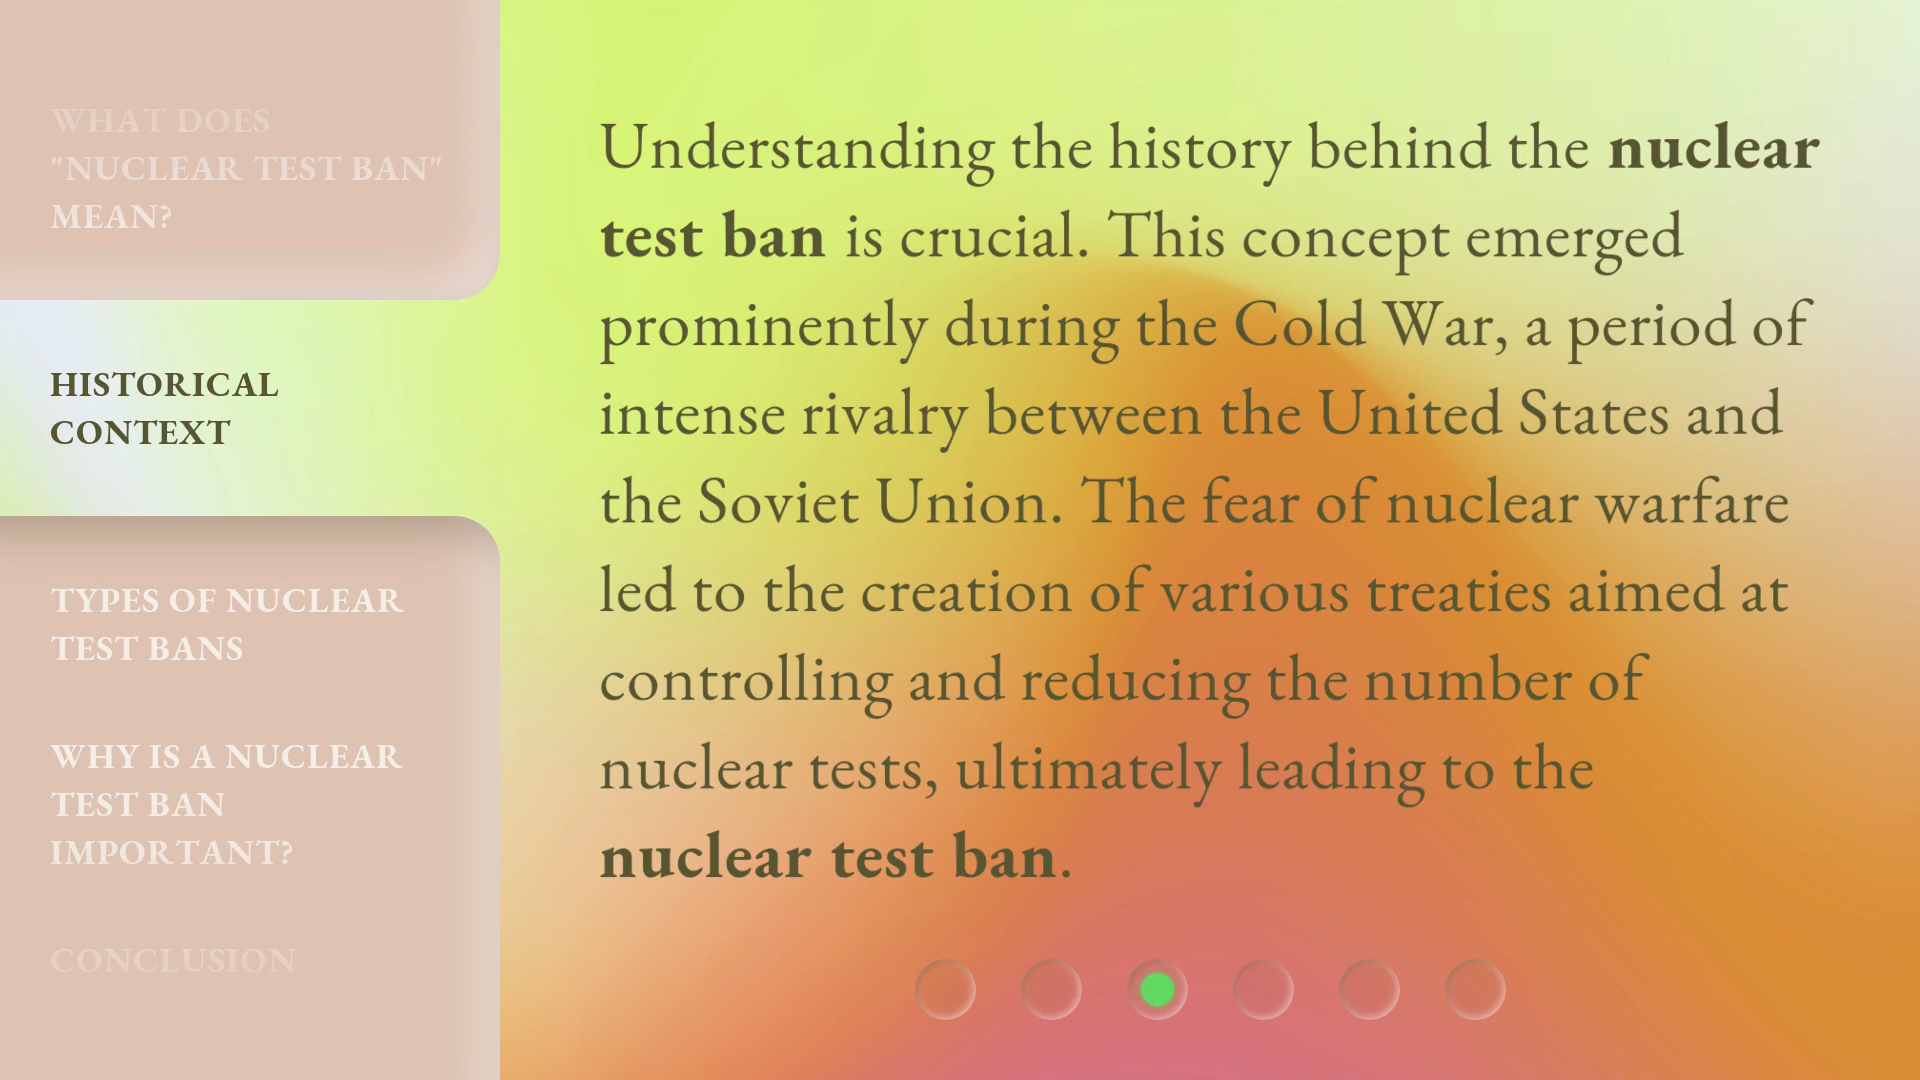 WHAT DOES
"NUCLEAR TEST BAN"
MEAN?
HISTORICAL
CONTEXT
TYPES OF NUCLEAR
TEST BANS
WHY IS A NUCLEAR
TEST BAN
IMPORTANT?
CONCLUSION
Understanding the history behind the nuclear
test ban is crucial. This concept emerged
prominently during the Cold War, a period of
intense rivalry between the United States and
the Soviet Union. The fear of nuclear warfare
led to the creation of various treaties aimed at
controlling and reducing the number of
nuclear tests, ultimately leading to the
nuclear test ban.